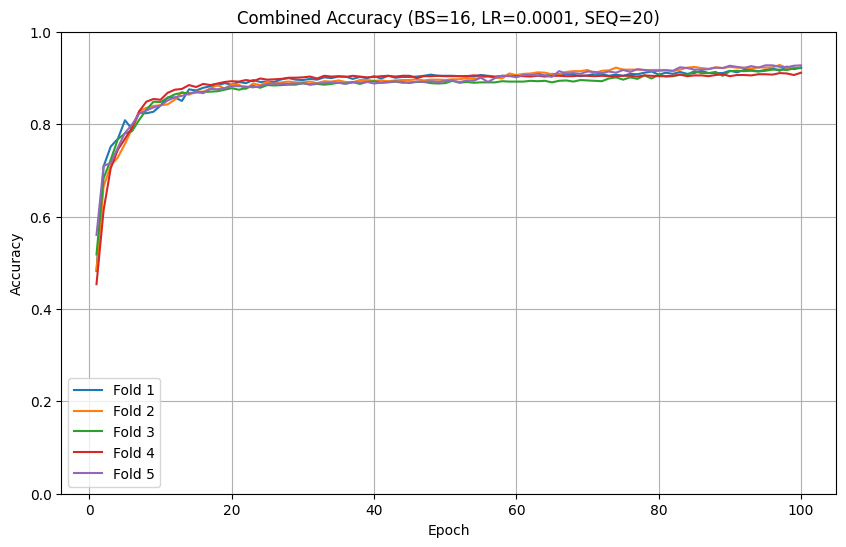 Combined Accuracy (BS=16, LR=0.0001, SEQ=20)
1.0
0.8
0.6
0.4
0.2
0.0
Accuracy
Fold 1
Fold 2
Fold 3
Fold 4
Fold 5
0 20 40 60 80 100
Epoch